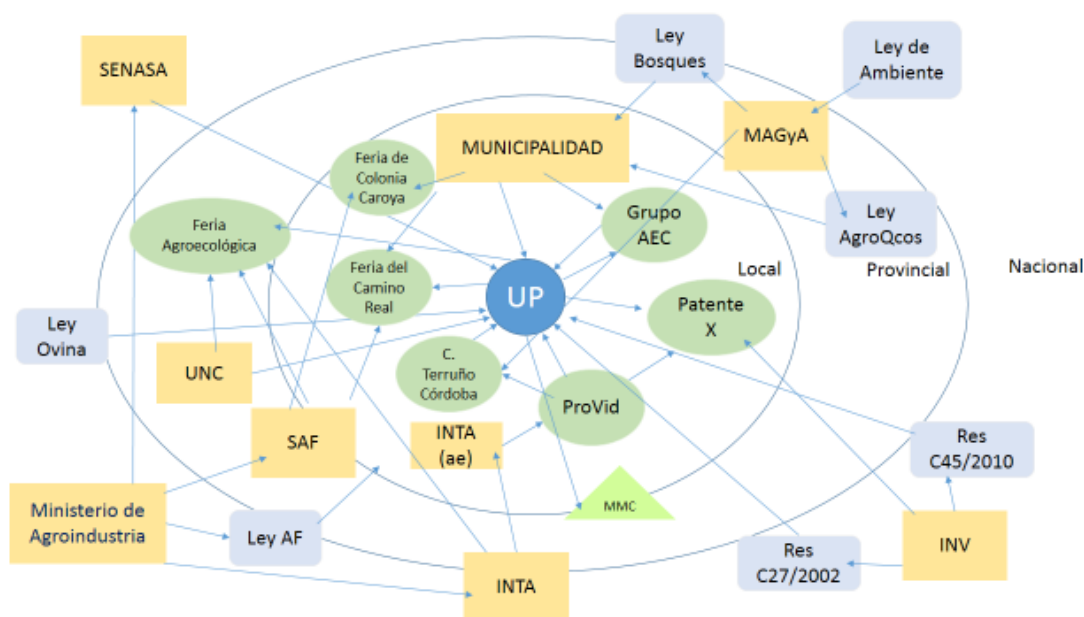 SENASA
Ley
Bosques
Ley de
Ambiente
MAGyA
MUNICIPALIDAD
Feria de
Colonia
Caroya
Grupo
AEC
Ley
AgroQcos
Feria
Agroecológica
Feria del
Camino
Real
UP
Local
Provincial
Nacional
Patente
X
Ley
Ovina
UNC
C.
Terruño
Córdoba
ProVid
SAF
INTA
(ae)
Res
C45/2010
MMC
Ministerio de
Agroindustria
Ley AF
INTA
Res
C27/2002
INV